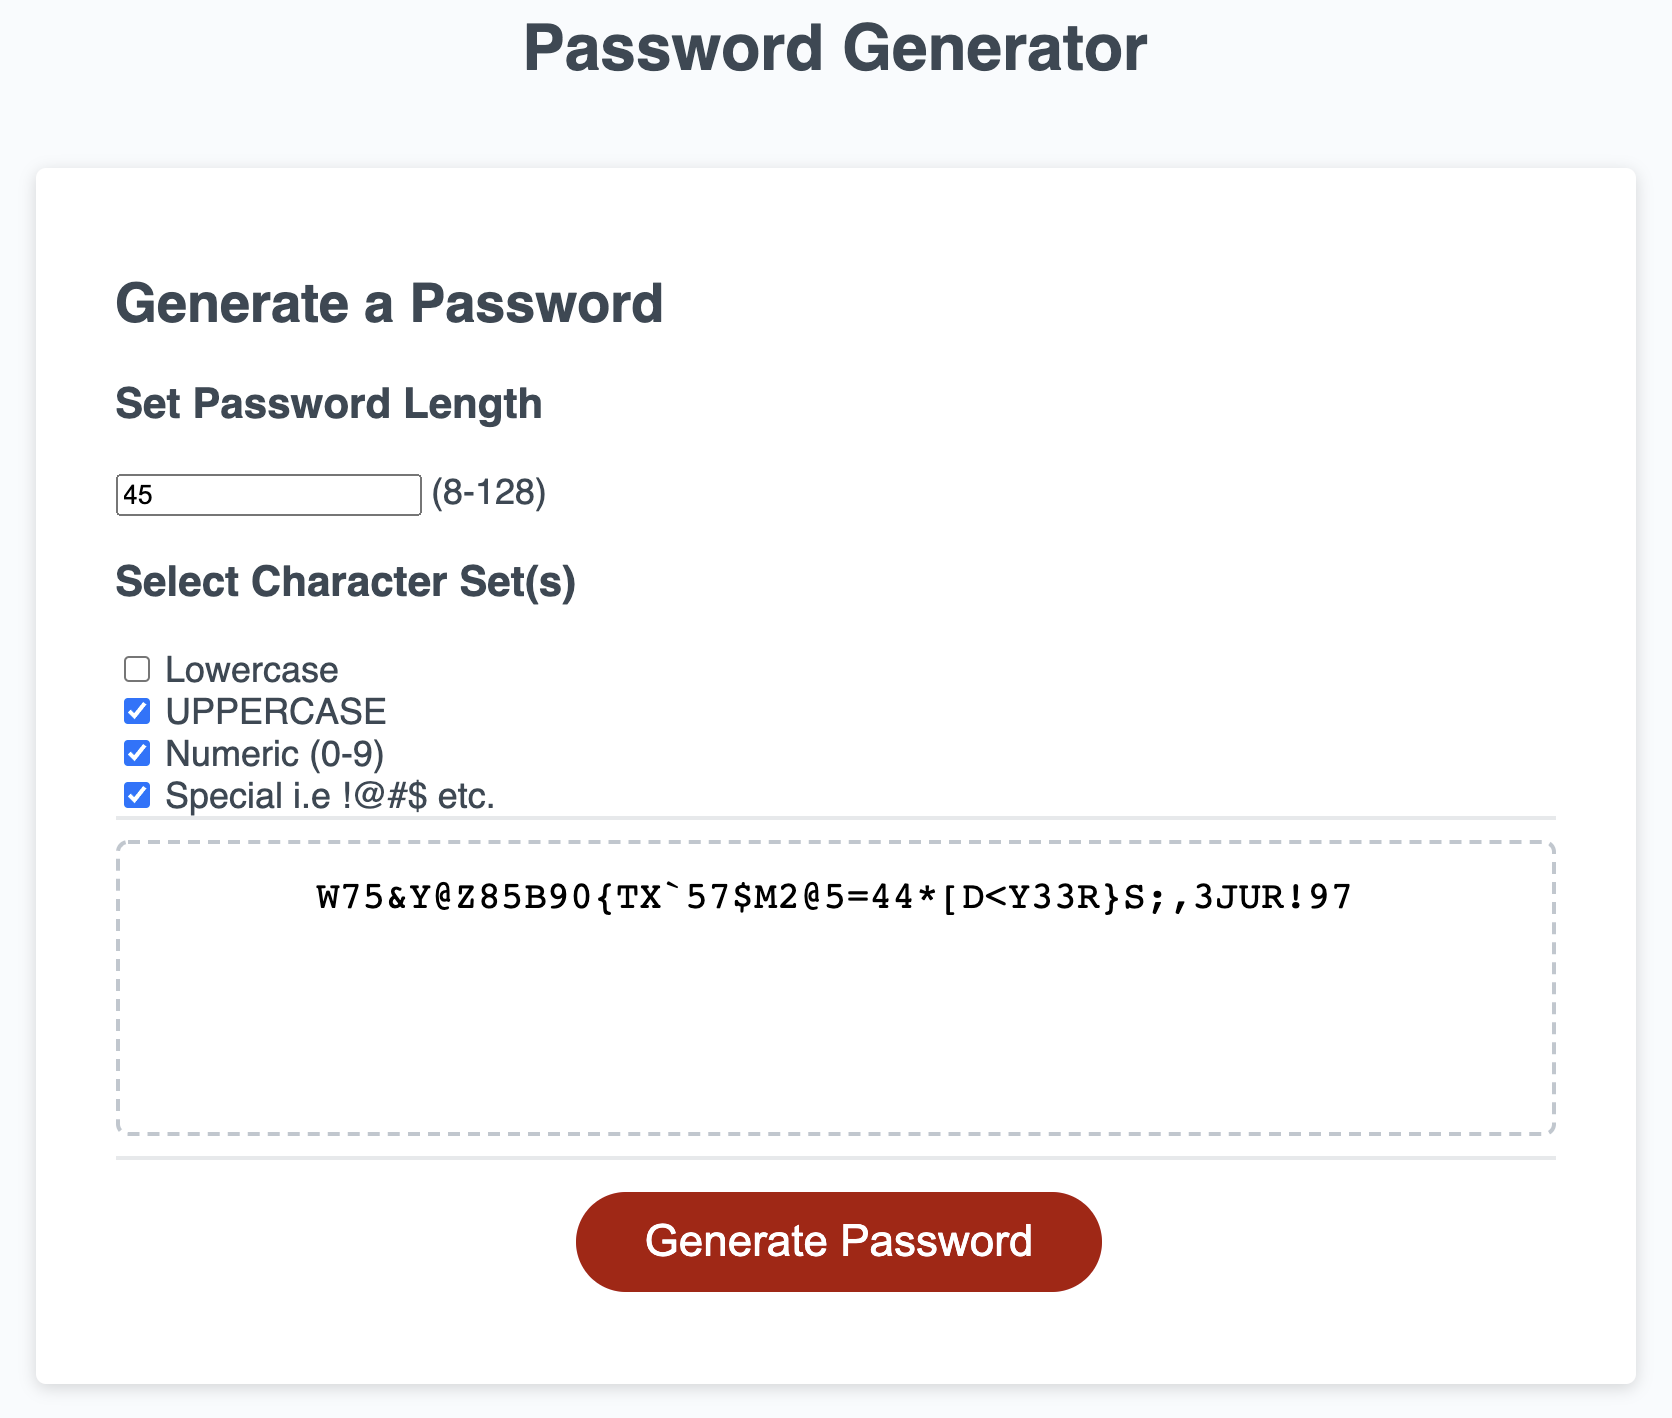 Password Generator
Generate a Password
Set Password Length
45 (8-128)
Select Character Set(s)
Lowercase
UPPERCASE
Numeric (0-9)
Special i.e !@#$ etc.
W75&Y@Z85B90{TX`57$M2@5=44*[D<Y33R}S;,3JUR!97
Generate Password